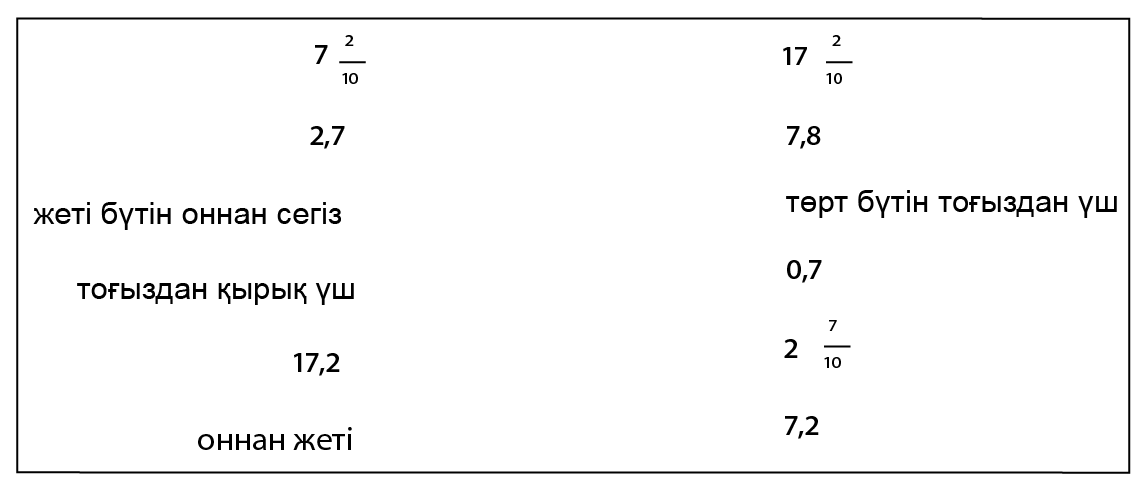 7 2/10 17 2/10
2,7 7,8
жеті бүтін оннан сегіз төрт бүтін тоғыздан үш
тоғыздан қырық үш 0,7
17,2 2 7/10
оннан жеті 7,2